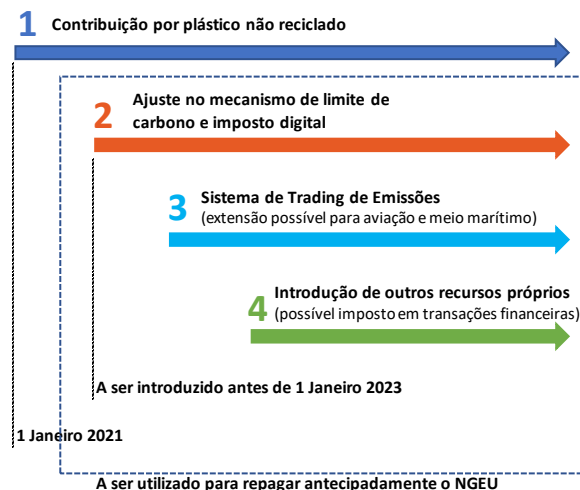 1 Contribuição por plástico não reciclado
2 Ajuste no mecanismo de limite de
carbono e imposto digital
3 Sistema de Trading de Emissões
(extensão possível para aviação e meio marítimo)
4 Introdução de outros recursos próprios
(possível imposto em transações financeiras)
A ser introduzido antes de 1 Janeiro 2023
1 Janeiro 2021
A ser utilizado para repagar antecipadamente o NGEU